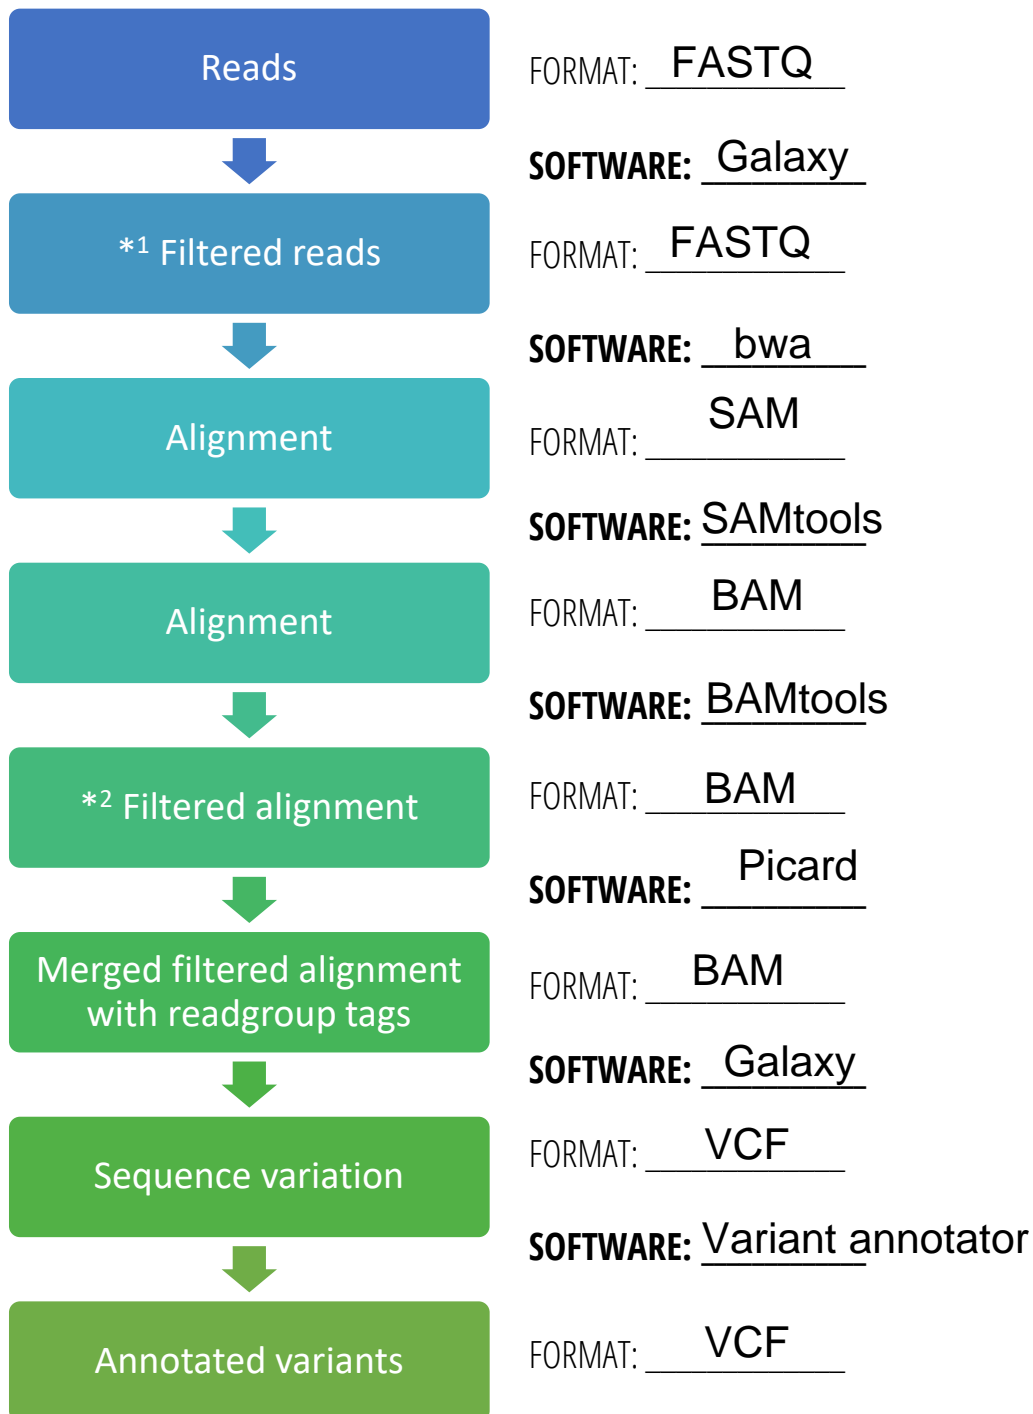 Reads
FORMAT: FASTQ
SOFTWARE: Galaxy
*1 Filtered reads
FORMAT: FASTQ
SOFTWARE: bwa
Alignment
FORMAT: SAM
SOFTWARE: SAMtools
Alignment
FORMAT: BAM
SOFTWARE: BAMtools
*2 Filtered alignment
FORMAT: BAM
SOFTWARE: Picard
Merged filtered alignment
with readgroup tags
FORMAT: BAM
SOFTWARE: Galaxy
Sequence variation
FORMAT: VCF
SOFTWARE: Variant annotator
Annotated variants
FORMAT: VCF